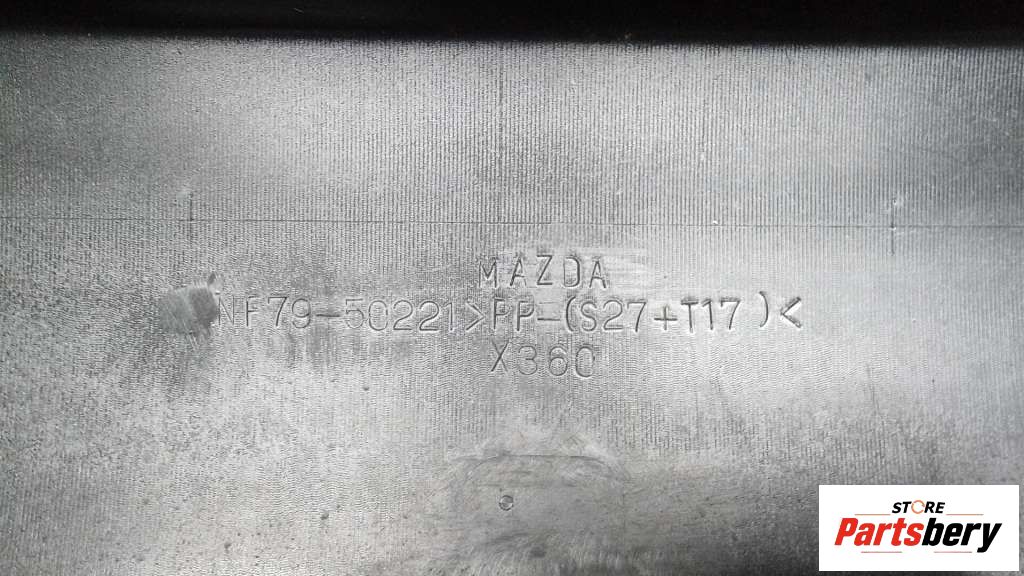 MAZDA
NF79-50221>PP-(S27+T17)<
X360
STORE
Partsbery